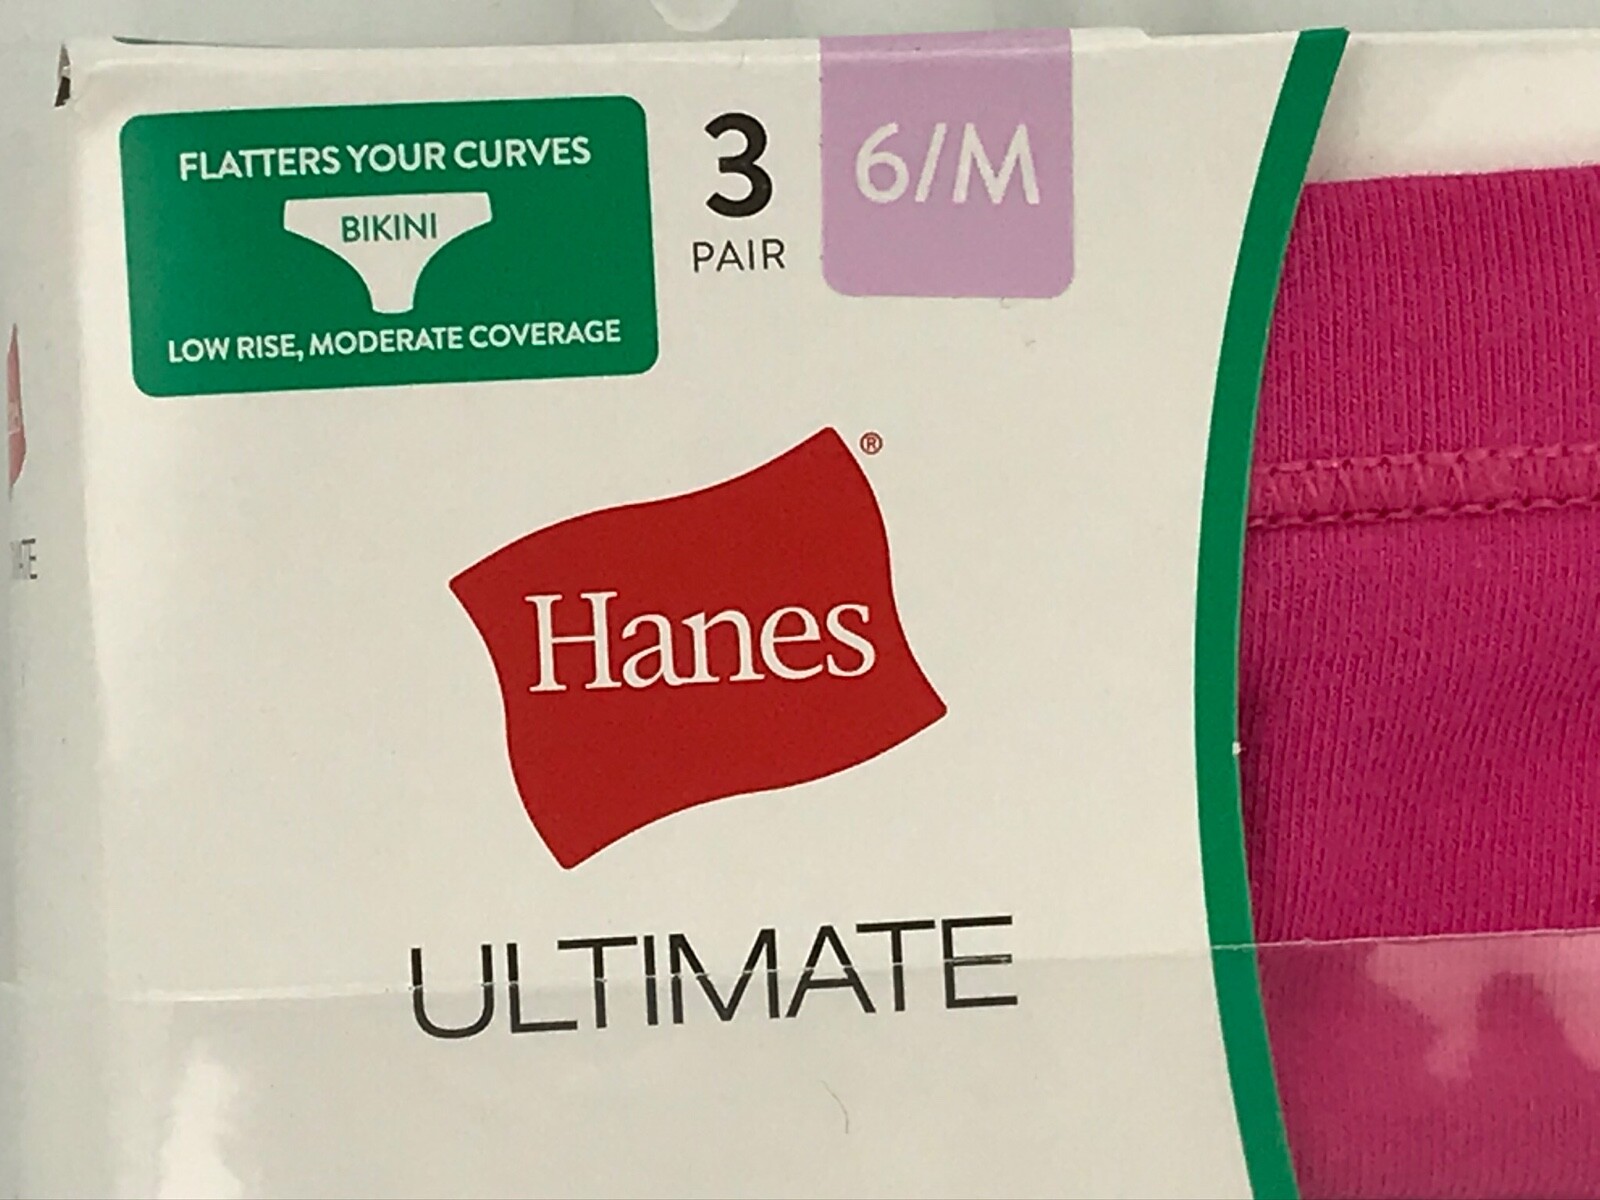 FLATTERS YOUR CURVES
BIKINI
LOW RISE, MODERATE COVERAGE
3
PAIR
6/M
Hanes®
ULTIMATE